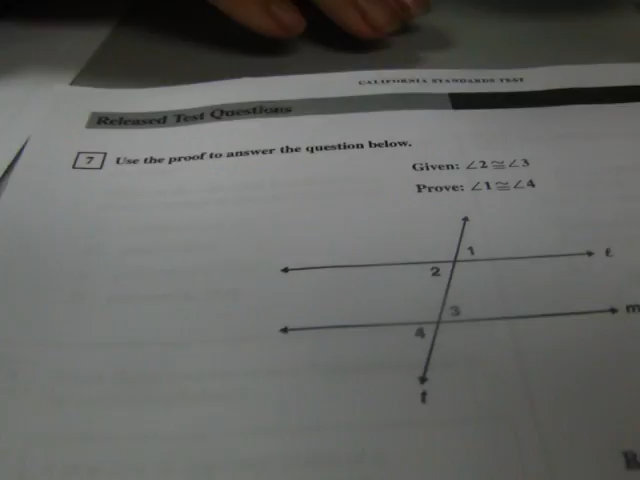 CALIFORNIA STANDARDS TEST
Released Test Questions
7 Use the proof to answer the question below.
Given: ∠2≅∠3
Prove: ∠1≅∠4
1
ℓ
2
3
m
4
t